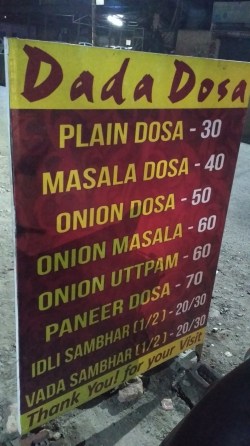 Dada Dosa
PLAIN DOSA - 30
MASALA DOSA - 40
ONION DOSA - 50
ONION MASALA - 60
ONION UTTPAM - 60
PANEER DOSA - 70
IDLI SAMBHAR (1/2) - 20/30
VADA SAMBHAR (1/2) - 20/30
Thank You! for your Visit